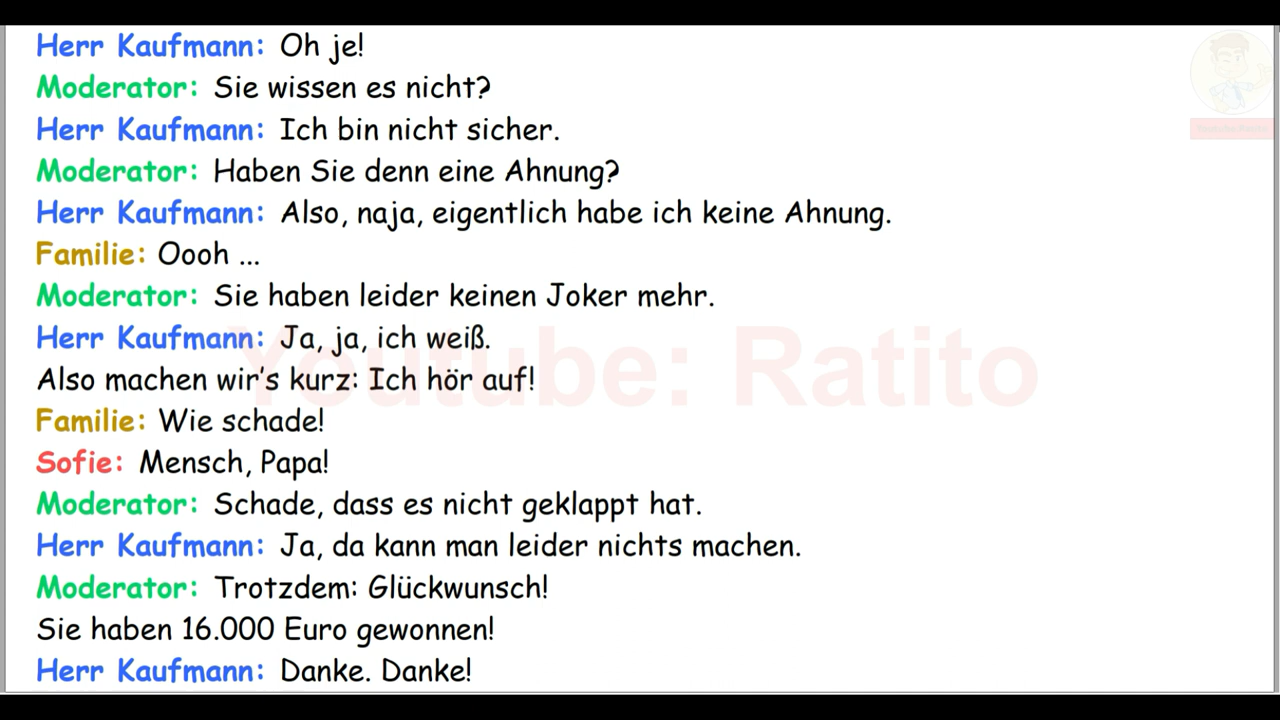 Herr Kaufmann: Oh je!
Moderator: Sie wissen es nicht?
Herr Kaufmann: Ich bin nicht sicher.
Moderator: Haben Sie denn eine Ahnung?
Herr Kaufmann: Also, naja, eigentlich habe ich keine Ahnung.
Familie: Oooh ...
Moderator: Sie haben leider keinen Joker mehr.
Herr Kaufmann: Ja, ja, ich weiß.
Youtube: Ratito
Also machen wir's kurz: Ich hör auf!
Familie: Wie schade!
Sofie: Mensch, Papa!
Moderator: Schade, dass es nicht geklappt hat.
Herr Kaufmann: Ja, da kann man leider nichts machen.
Moderator: Trotzdem: Glückwunsch!
Sie haben 16.000 Euro gewonnen!
Herr Kaufmann: Danke. Danke!